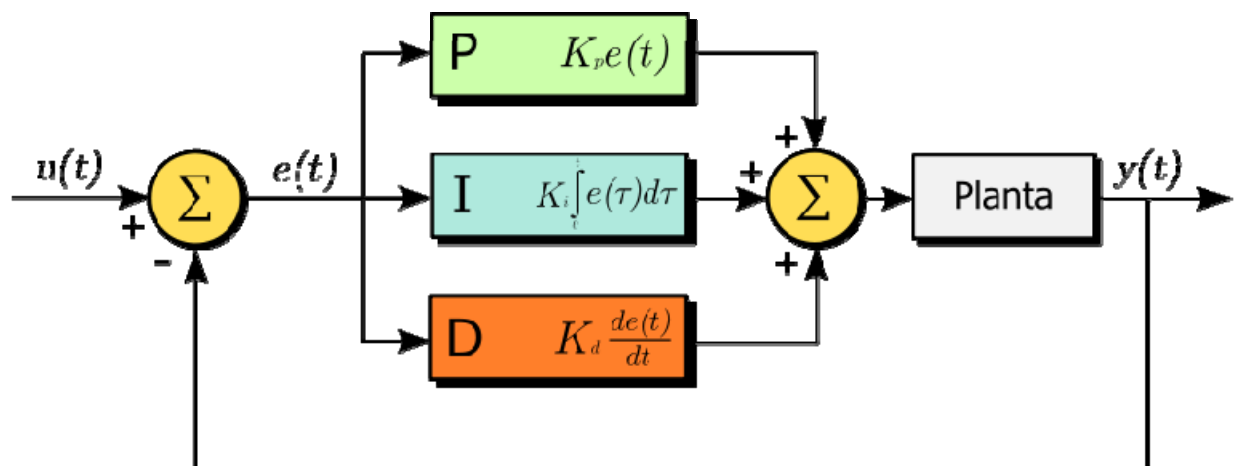 P K_p e(t)
u(t)
+
-
Σ
e(t)
I K_i ∫ e(τ)dτ
D K_d de(t)/dt
+
+
+
Σ
Planta
y(t)